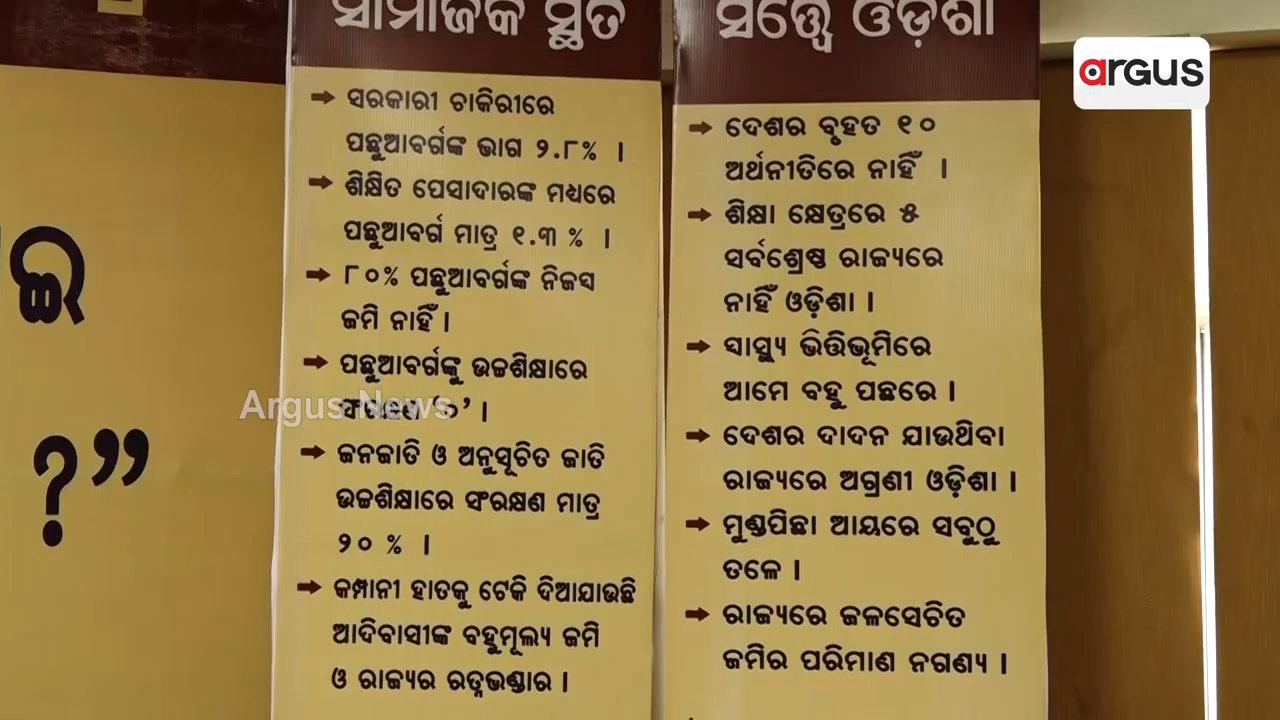 ସାମାଜିକ ସ୍ଥିତି
ସରକାରୀ ଚାକିରୀରେ
ପଛୁଆବର୍ଗଙ୍କ ଭାଗ ୨.୮% ।
ଶିକ୍ଷିତ ପେସାଦାରଙ୍କ ମଧ୍ୟରେ
ପଛୁଆବର୍ଗ ମାତ୍ର ୧.୩ % ।
୮୦% ପଛୁଆବର୍ଗଙ୍କ ନିଜସ୍ୱ
ଜମି ନାହିଁ ।
ପଛୁଆବର୍ଗଙ୍କୁ ଉଚ୍ଚଶିକ୍ଷାରେ
ସଂରକ୍ଷଣ ‘୦’ ।
ଜନଜାତି ଓ ଅନୁସୂଚିତ ଜାତି
ଉଚ୍ଚଶିକ୍ଷାରେ ସଂରକ୍ଷଣ ମାତ୍ର
୨୦ % ।
କମ୍ପାନୀ ହାତକୁ ଟେକି ଦିଆଯାଉଛି
ଆଦିବାସୀଙ୍କ ବହୁମୂଲ୍ୟ ଜମି
ଓ ରାଜ୍ୟର ରତ୍ନଭଣ୍ଡାର ।
ସତ୍ତ୍ୱେ ଓଡ଼ିଶା
ଦେଶର ବୃହତ ୧୦
ଅର୍ଥନୀତିରେ ନାହିଁ ।
ଶିକ୍ଷା କ୍ଷେତ୍ରରେ ୫
ସର୍ବଶ୍ରେଷ୍ଠ ରାଜ୍ୟରେ
ନାହିଁ ଓଡ଼ିଶା ।
ସାସ୍ଥ୍ୟ ଭିତ୍ତିଭୂମିରେ
ଆମେ ବହୁ ପଛରେ ।
ଦେଶର ଦାଦନ ଯାଉଥିବା
ରାଜ୍ୟରେ ଅଗ୍ରଣୀ ଓଡ଼ିଶା ।
ମୁଣ୍ଡପିଛା ଆୟରେ ସବୁଠୁ
ତଳେ ।
ରାଜ୍ୟରେ ଜଳସେଚିତ
ଜମିର ପରିମାଣ ନଗଣ୍ୟ ।
?”
argus
Argus News